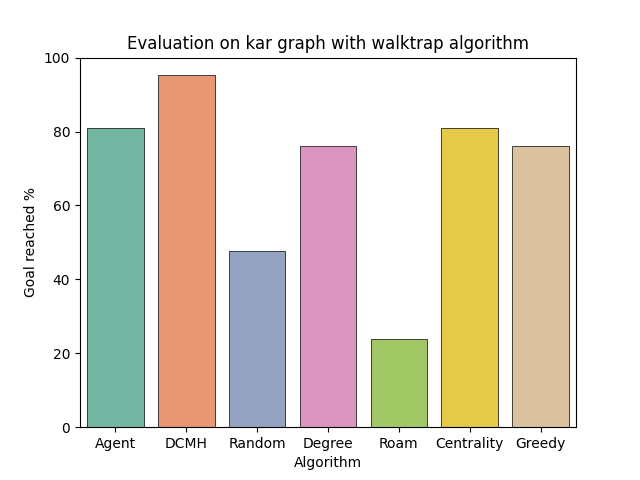 Evaluation on kar graph with walktrap algorithm
100
80
60
40
20
0
Goal reached %
Agent DCMH Random Degree Roam Centrality Greedy
Algorithm